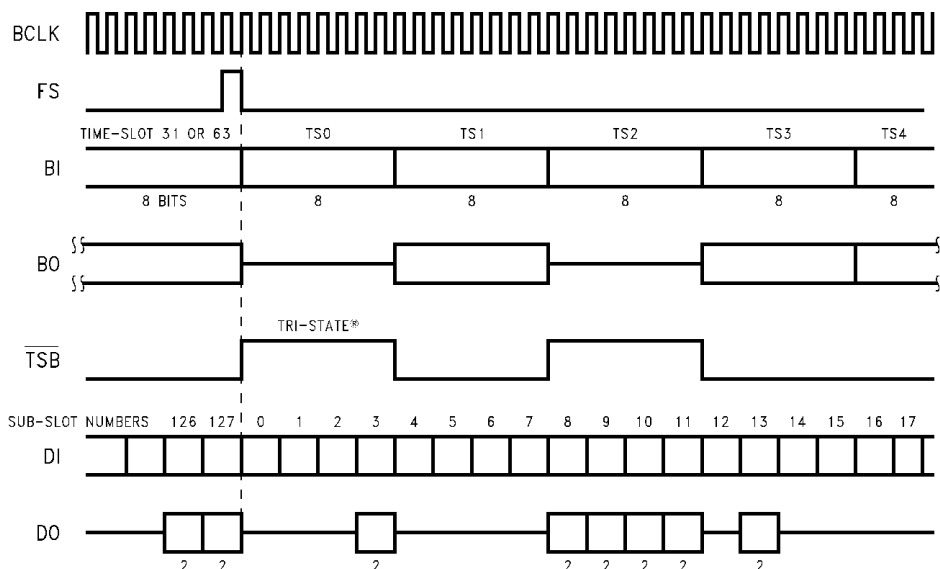 BCLK
FS
TIME-SLOT 31 OR 63 TS0 TS1 TS2 TS3 TS4
BI
8 BITS 8 8 8 8 8
BO
TRI-STATE®
TSB
SUB-SLOT NUMBERS 126 127 0 1 2 3 4 5 6 7 8 9 10 11 12 13 14 15 16 17
DI
DO
2 2 2 2 2 2 2 2